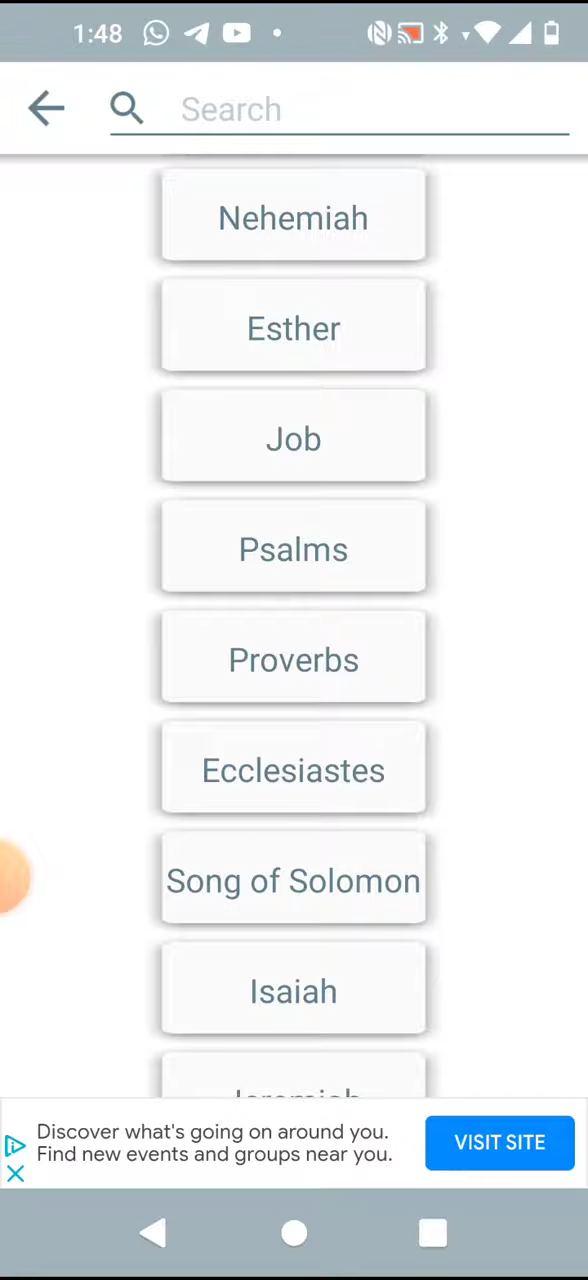 1:48
Search
Nehemiah
Esther
Job
Psalms
Proverbs
Ecclesiastes
Song of Solomon
Isaiah
Discover what's going on around you.
Find new events and groups near you.
VISIT SITE